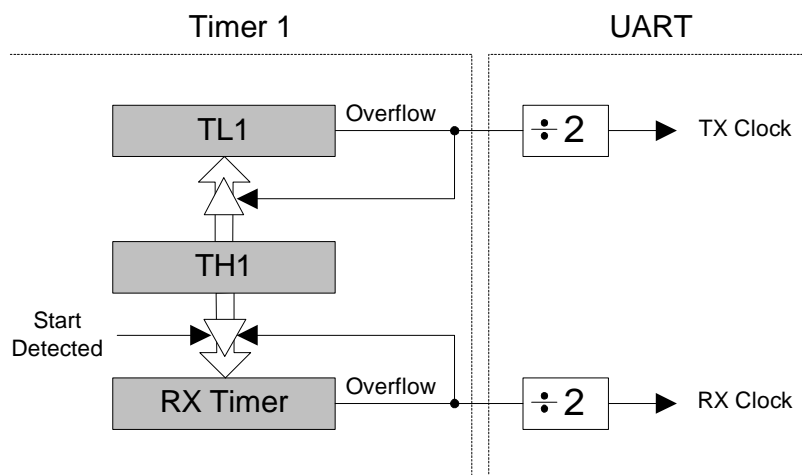 Timer 1
UART
TL1
Overflow
÷2
TX Clock
TH1
Start
Detected
RX Timer
Overflow
÷2
RX Clock